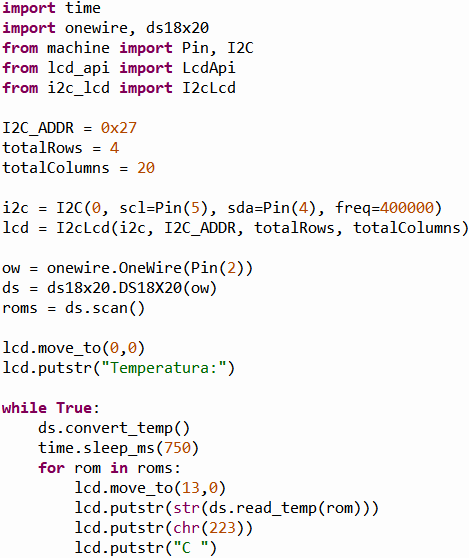 import time
import onewire, ds18x20
from machine import Pin, I2C
from lcd_api import LcdApi
from i2c_lcd import I2cLcd

I2C_ADDR = 0x27
totalRows = 4
totalColumns = 20

i2c = I2C(0, scl=Pin(5), sda=Pin(4), freq=400000)
lcd = I2cLcd(i2c, I2C_ADDR, totalRows, totalColumns)

ow = onewire.OneWire(Pin(2))
ds = ds18x20.DS18X20(ow)
roms = ds.scan()

lcd.move_to(0,0)
lcd.putstr("Temperatura:")

while True:
    ds.convert_temp()
    time.sleep_ms(750)
    for rom in roms:
        lcd.move_to(13,0)
        lcd.putstr(str(ds.read_temp(rom)))
        lcd.putstr(chr(223))
        lcd.putstr("C ")